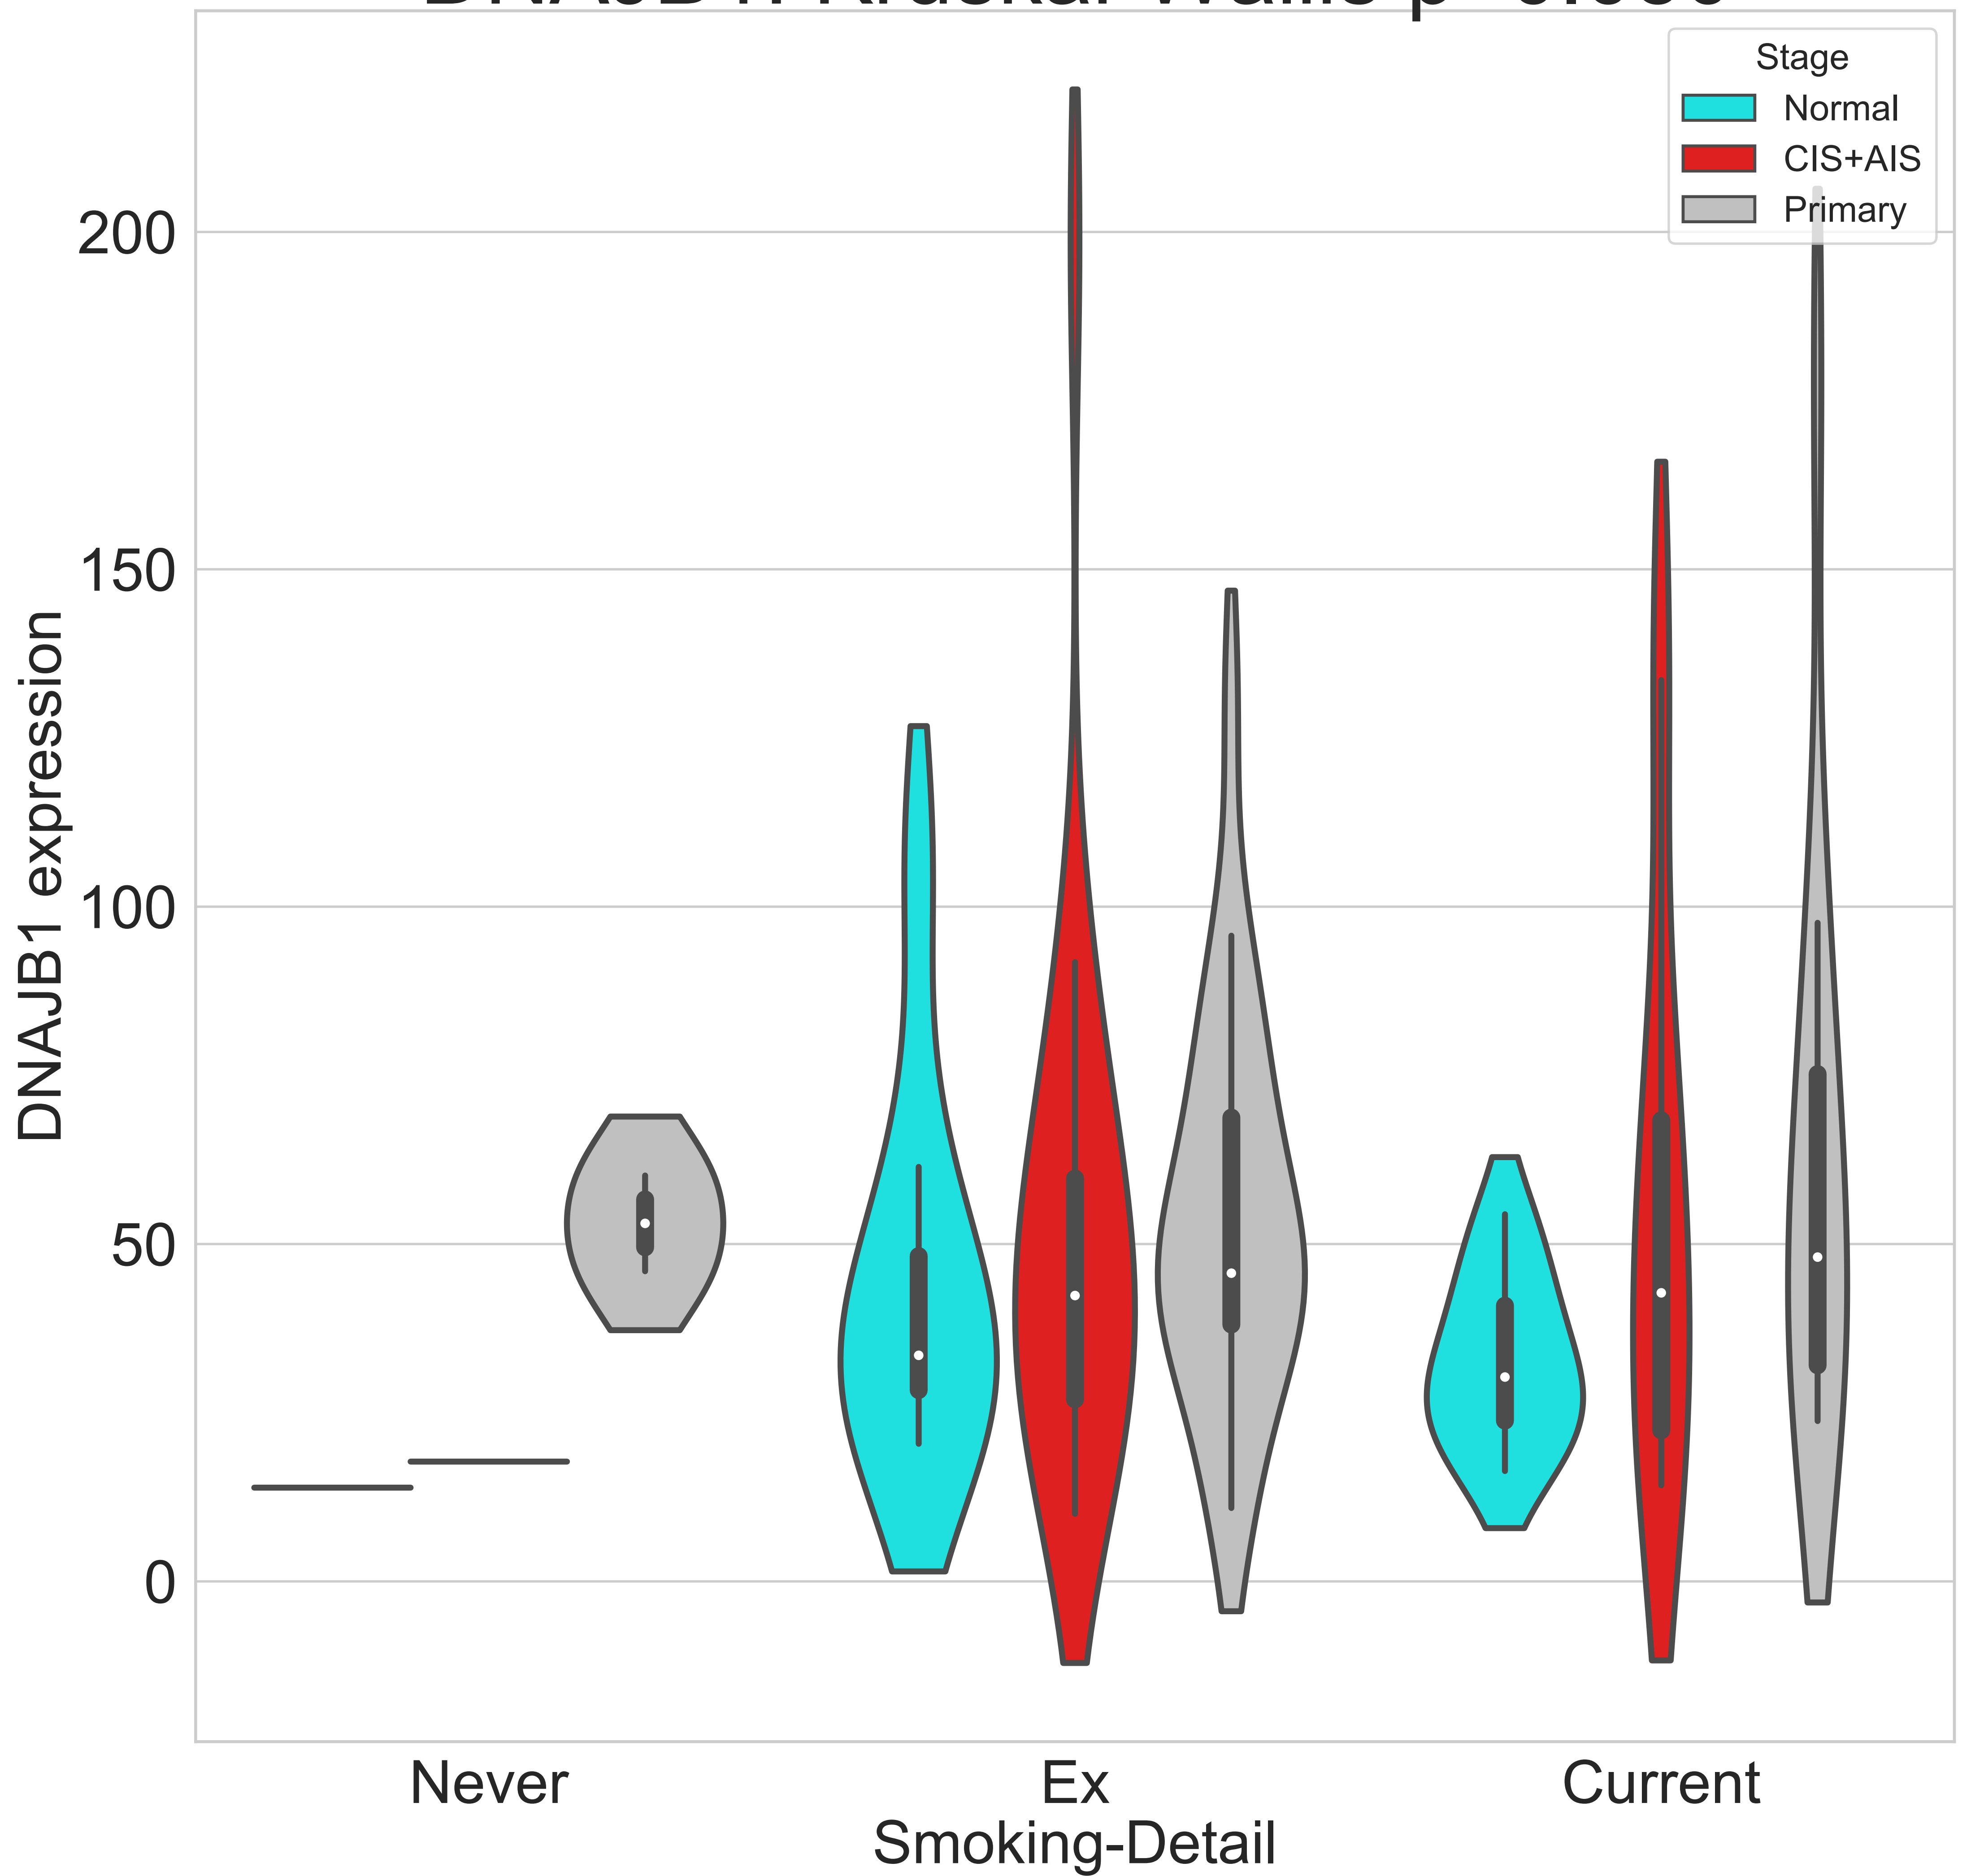 Stage
Normal
CIS+AIS
Primary
200
150
100
50
0
DNAJB1 expression
Never
Ex
Current
Smoking-Detail